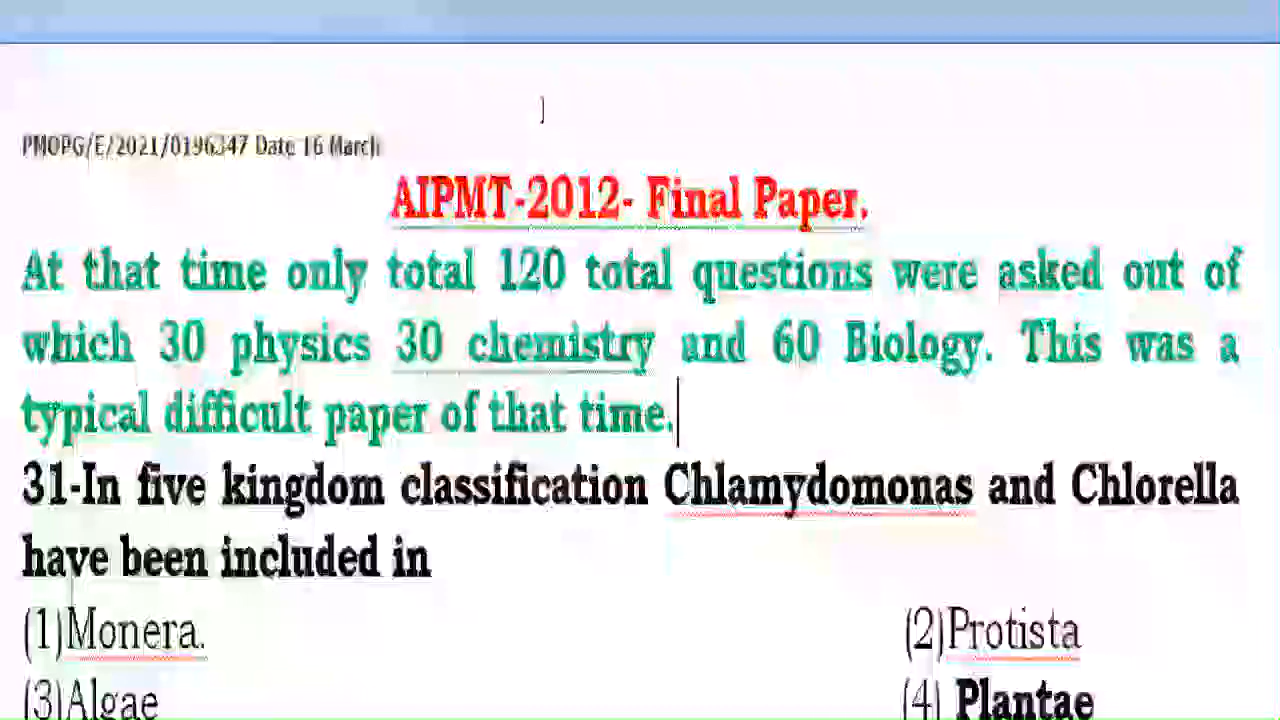 PMOPG/E/2021/0196347 Date 16 March
AIPMT-2012- Final Paper.
At that time only total 120 total questions were asked out of
which 30 physics 30 chemistry and 60 Biology. This was a
typical difficult paper of that time.
31-In five kingdom classification Chlamydomonas and Chlorella
have been included in
(1)Monera. (2)Protista
(3)Algae (4) Plantae